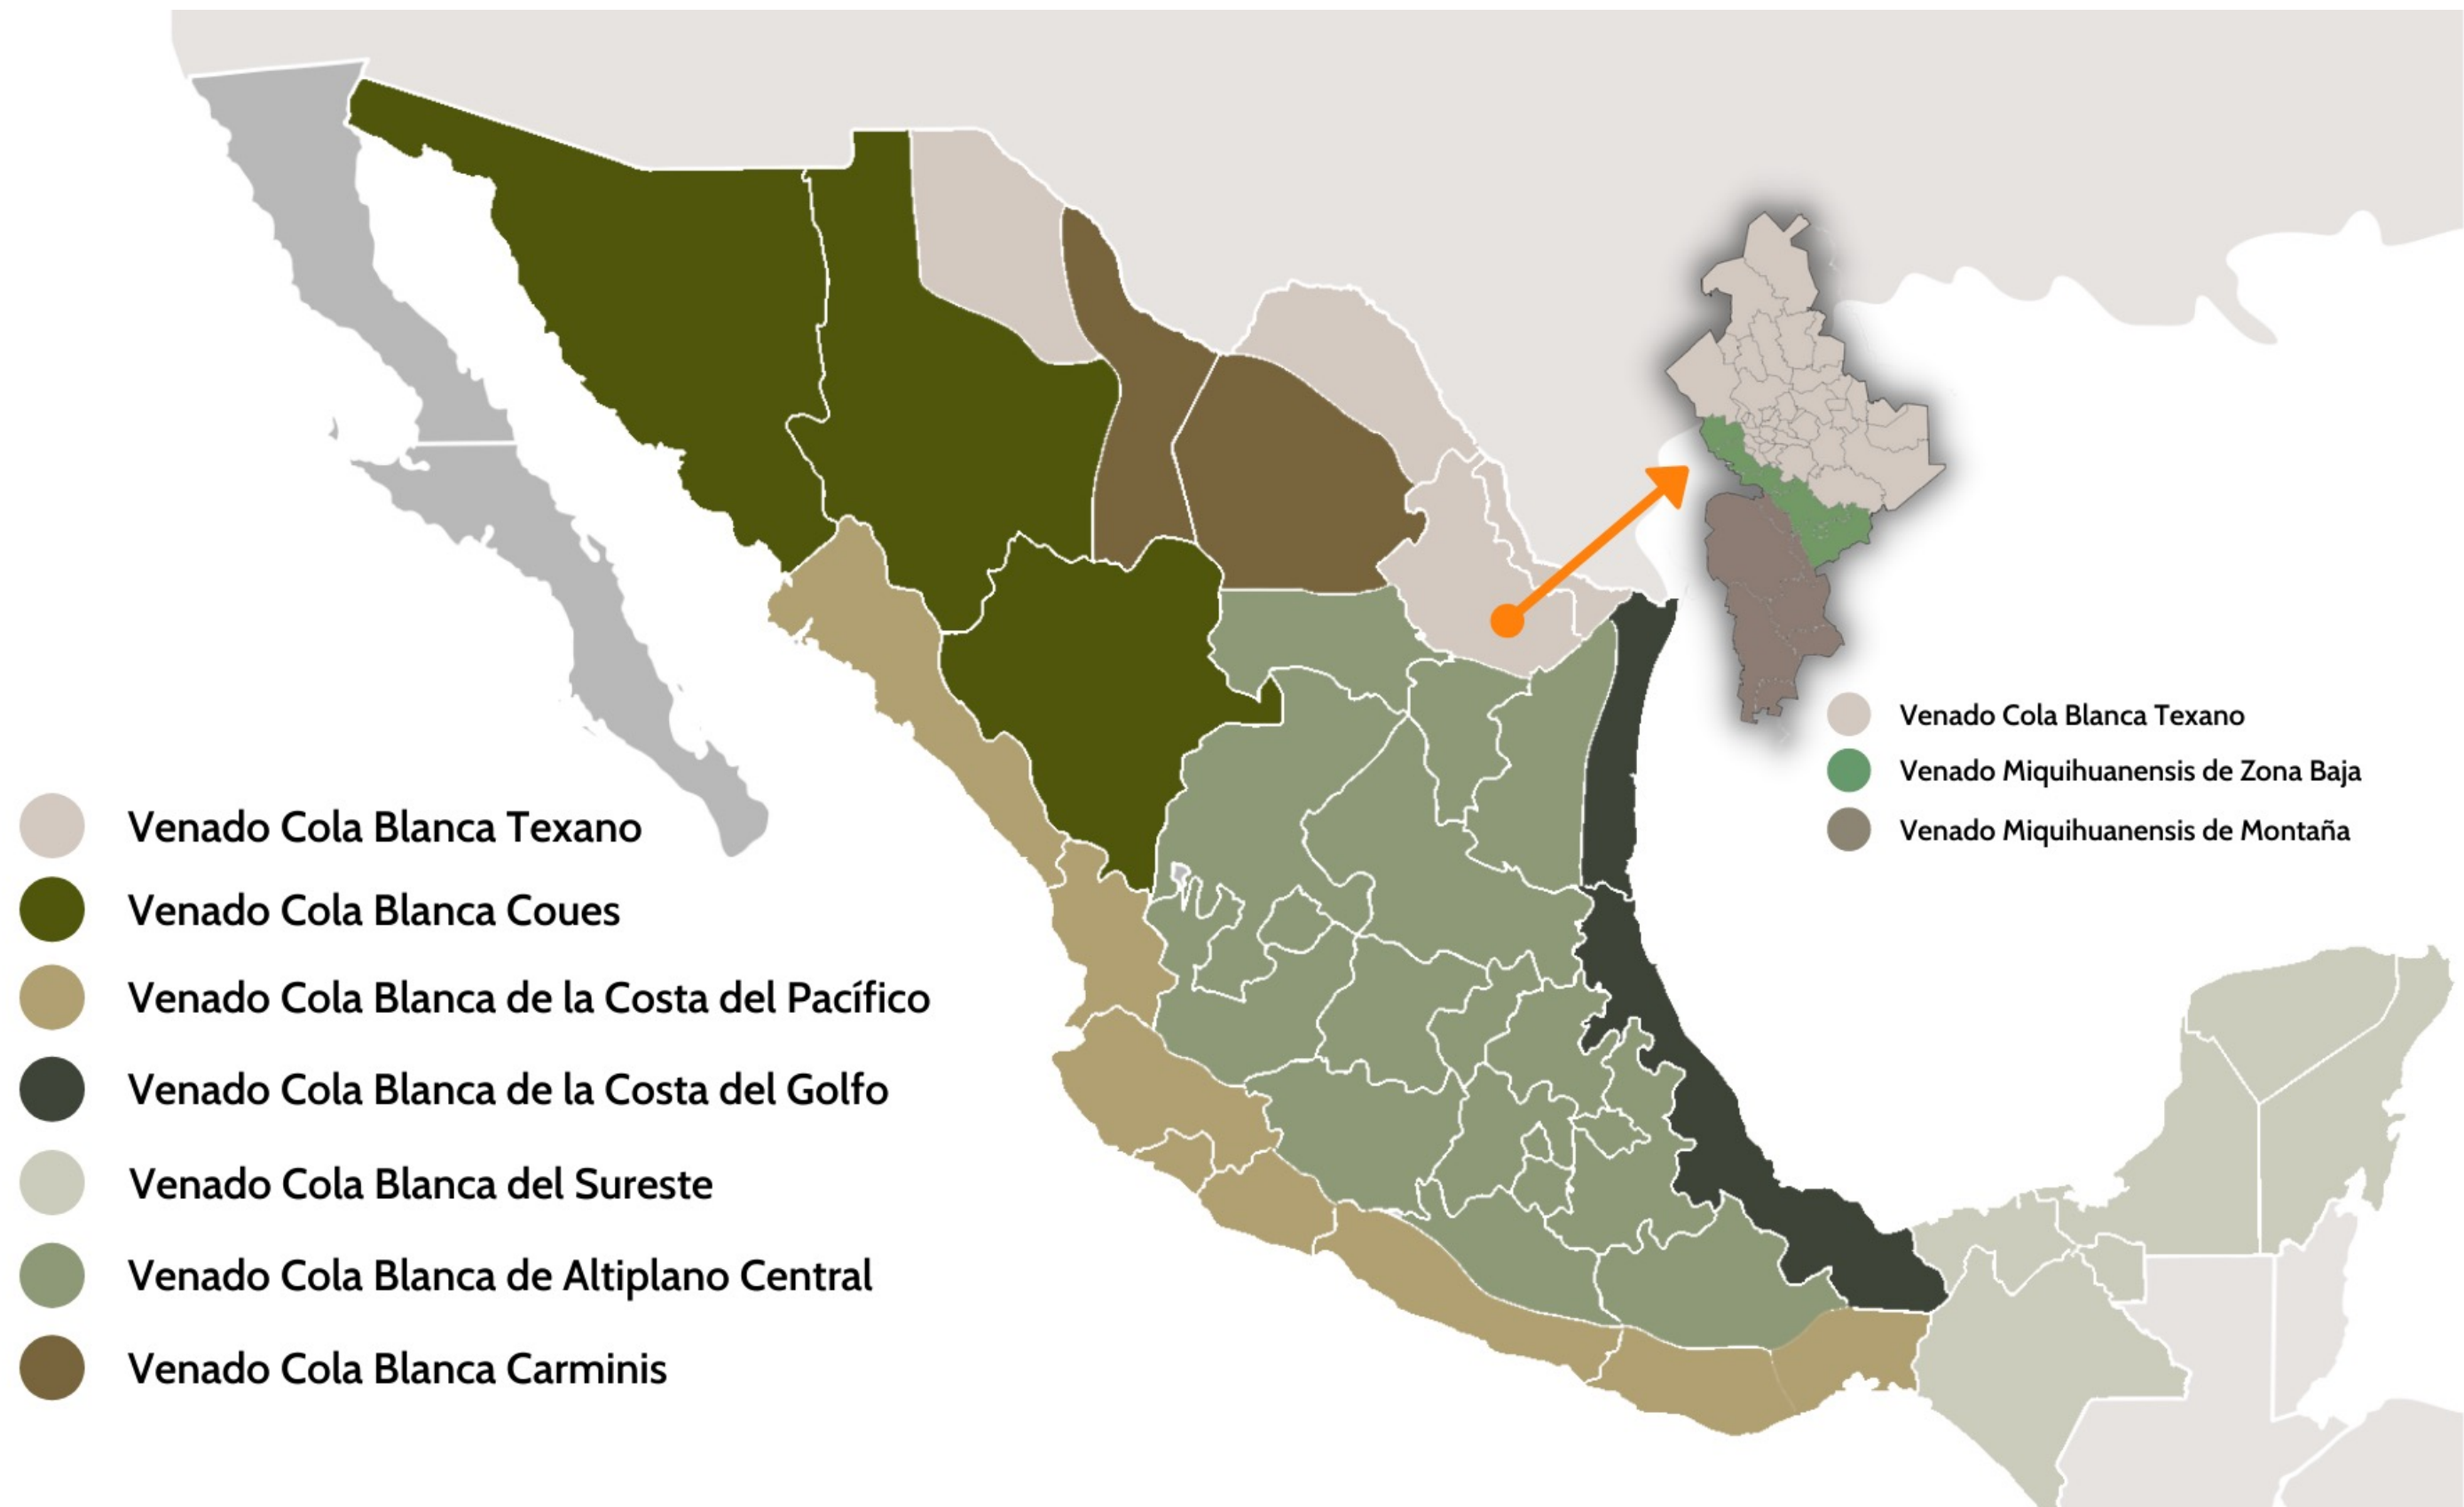 Venado Cola Blanca Texano
Venado Miquihuanensis de Zona Baja
Venado Miquihuanensis de Montaña
Venado Cola Blanca Texano
Venado Cola Blanca Coues
Venado Cola Blanca de la Costa del Pacífico
Venado Cola Blanca de la Costa del Golfo
Venado Cola Blanca del Sureste
Venado Cola Blanca de Altiplano Central
Venado Cola Blanca Carminis